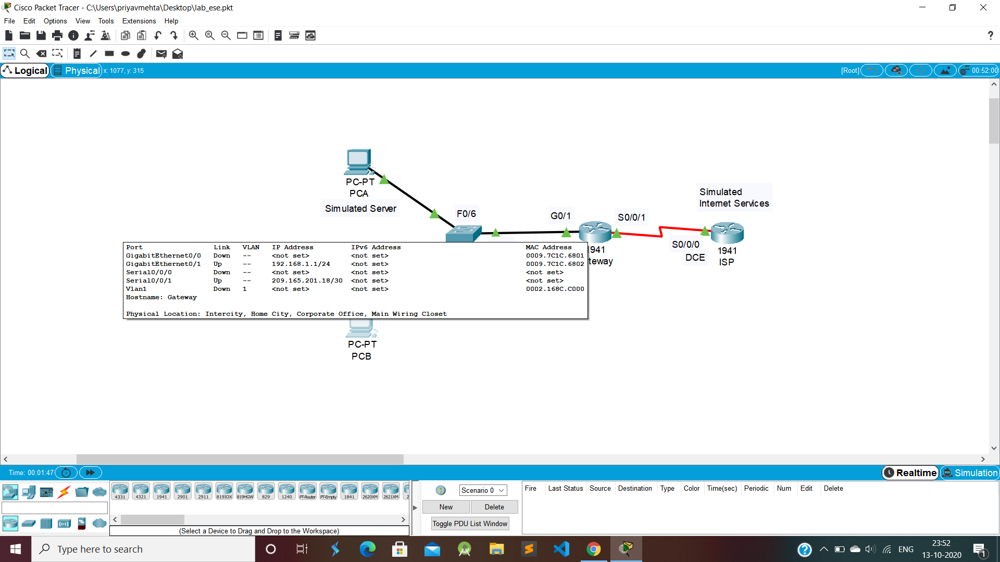 Cisco Packet Tracer - C:\Users\priyavmehta\Desktop\lab_ese.pkt
File Edit Options View Tools Extensions Help
?
Logical Physical x: 1077, y: 315 [Root] 00:52:00
PC-PT
PCA
Simulated Server
F0/6
G0/1
S0/0/1
Simulated
Internet Services
S0/0/0
DCE
1941
ISP
1941
teway
Port Link VLAN IP Address IPv6 Address MAC Address
GigabitEthernet0/0 Down -- <not set> <not set> 0009.7C1C.6801
GigabitEthernet0/1 Up -- 192.168.1.1/24 <not set> 0009.7C1C.6802
Serial0/0/0 Down -- <not set> <not set> <not set>
Serial0/0/1 Up -- 209.165.201.18/30 <not set> <not set>
Vlan1 Down 1 <not set> <not set> 0002.168C.C000
Hostname: Gateway
Physical Location: Intercity, Home City, Corporate Office, Main Wiring Closet
PC-PT
PCB
Time: 00:01:47 Realtime Simulation
4331 4321 1941 2901 2911 819IOX 819HGW 829 1240 PT-Router PT-Empty 1841 2620XM 2621XM 2
(Select a Device to Drag and Drop to the Workspace)
Scenario 0
New Delete
Toggle PDU List Window
Fire Last Status Source Destination Type Color Time(sec) Periodic Num Edit Delete
Type here to search
ENG
23:52
13-10-2020
1